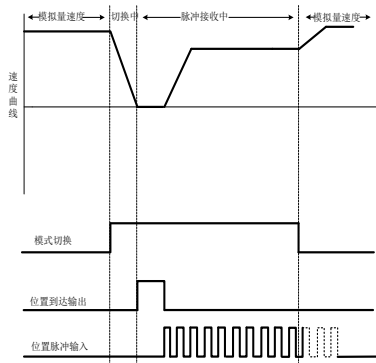 模拟量速度
切换中
脉冲接收中
模拟量速度
速度曲线
模式切换
位置到达输出
位置脉冲输入